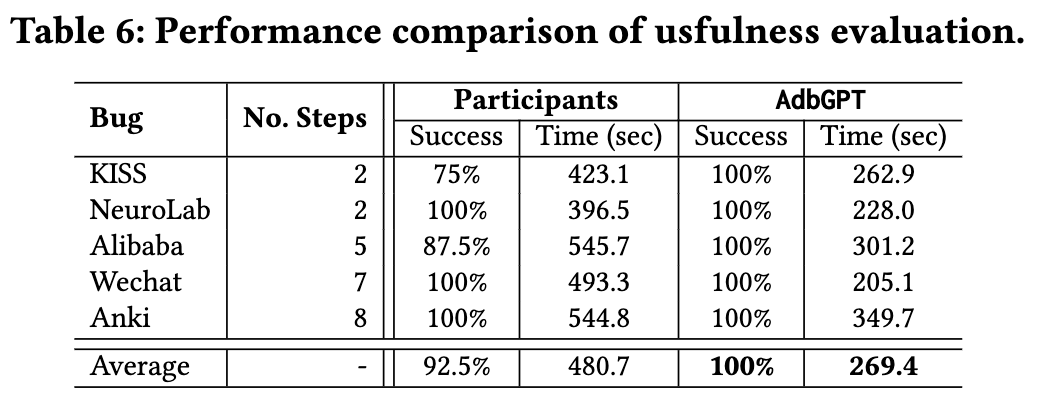 Table 6: Performance comparison of usfulness evaluation.
Bug No. Steps Participants AdbGPT
Success Time (sec) Success Time (sec)
KISS 2 75% 423.1 100% 262.9
NeuroLab 2 100% 396.5 100% 228.0
Alibaba 5 87.5% 545.7 100% 301.2
Wechat 7 100% 493.3 100% 205.1
Anki 8 100% 544.8 100% 349.7
Average - 92.5% 480.7 100% 269.4